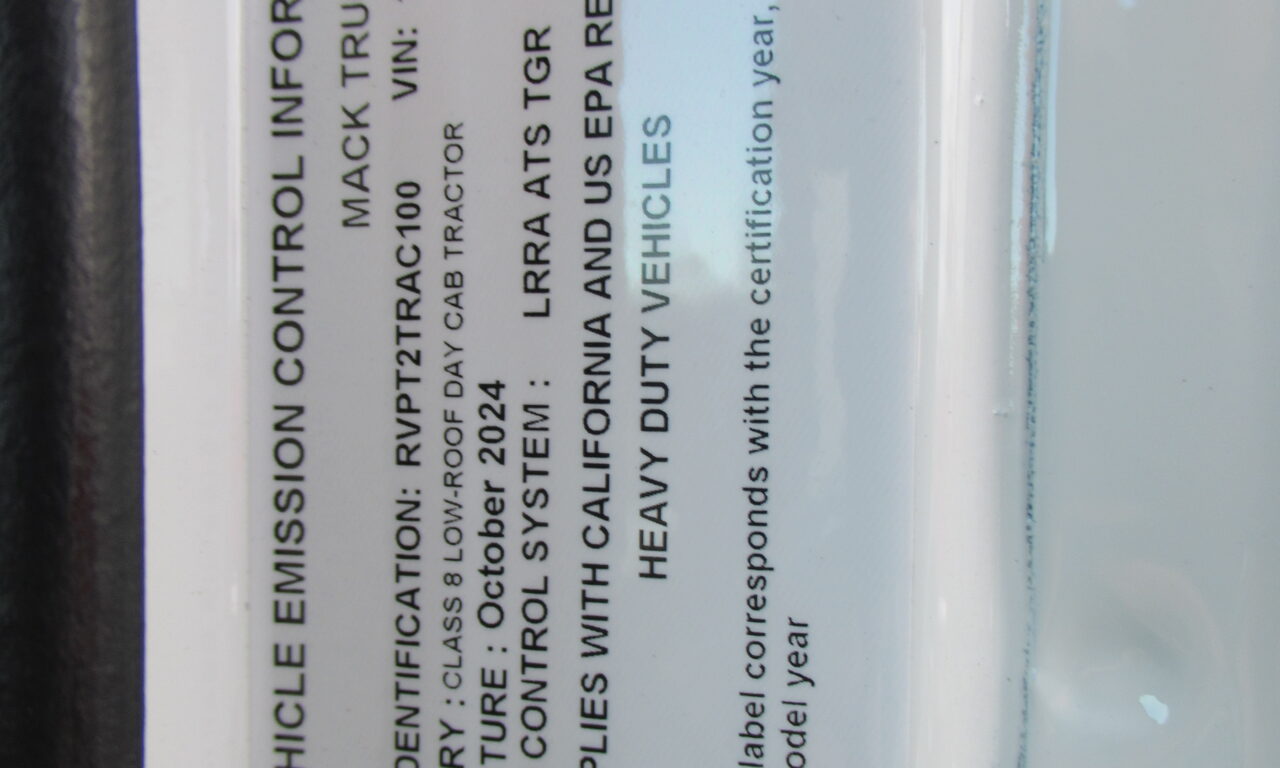 HICLE EMISSION CONTROL INFOR
MACK TRU
DENTIFICATION: RVPT2TRAC100 VIN:
RY : CLASS 8 LOW-ROOF DAY CAB TRACTOR
TURE : October 2024
CONTROL SYSTEM : LRRA ATS TGR
PLIES WITH CALIFORNIA AND US EPA RE
HEAVY DUTY VEHICLES
label corresponds with the certification year,
odel year